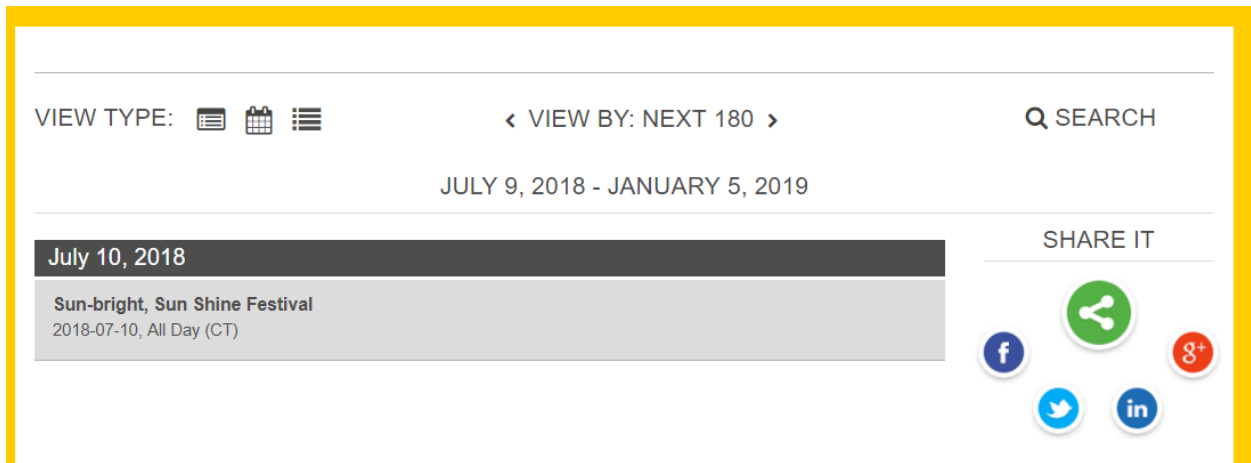 VIEW TYPE:
‹ VIEW BY: NEXT 180 ›
SEARCH
JULY 9, 2018 - JANUARY 5, 2019
SHARE IT
July 10, 2018
Sun-bright, Sun Shine Festival
2018-07-10, All Day (CT)
f
g+
in